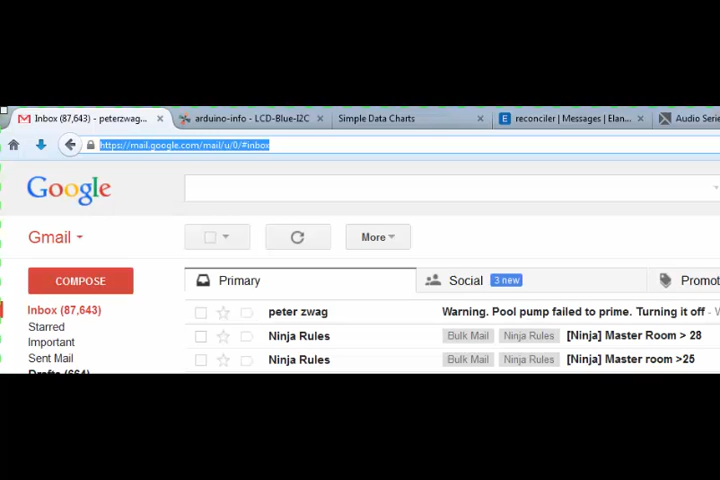 Inbox (87,643) - peterzwag... × arduino-info - LCD-Blue-I2C × Simple Data Charts × reconciler | Messages | Elan... × Audio Serie
https://mail.google.com/mail/u/0/#inbox
Google
Gmail More
COMPOSE Primary Social 3 new Promot
Inbox (87,643) peter zwag Warning. Pool pump failed to prime. Turning it off - W
Starred Ninja Rules Bulk Mail Ninja Rules [Ninja] Master Room > 28
Important
Sent Mail Ninja Rules Bulk Mail Ninja Rules [Ninja] Master room >25
Drafts (664)